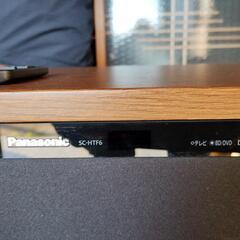 Panasonic SC-HTF6 テレビ BD/DVD